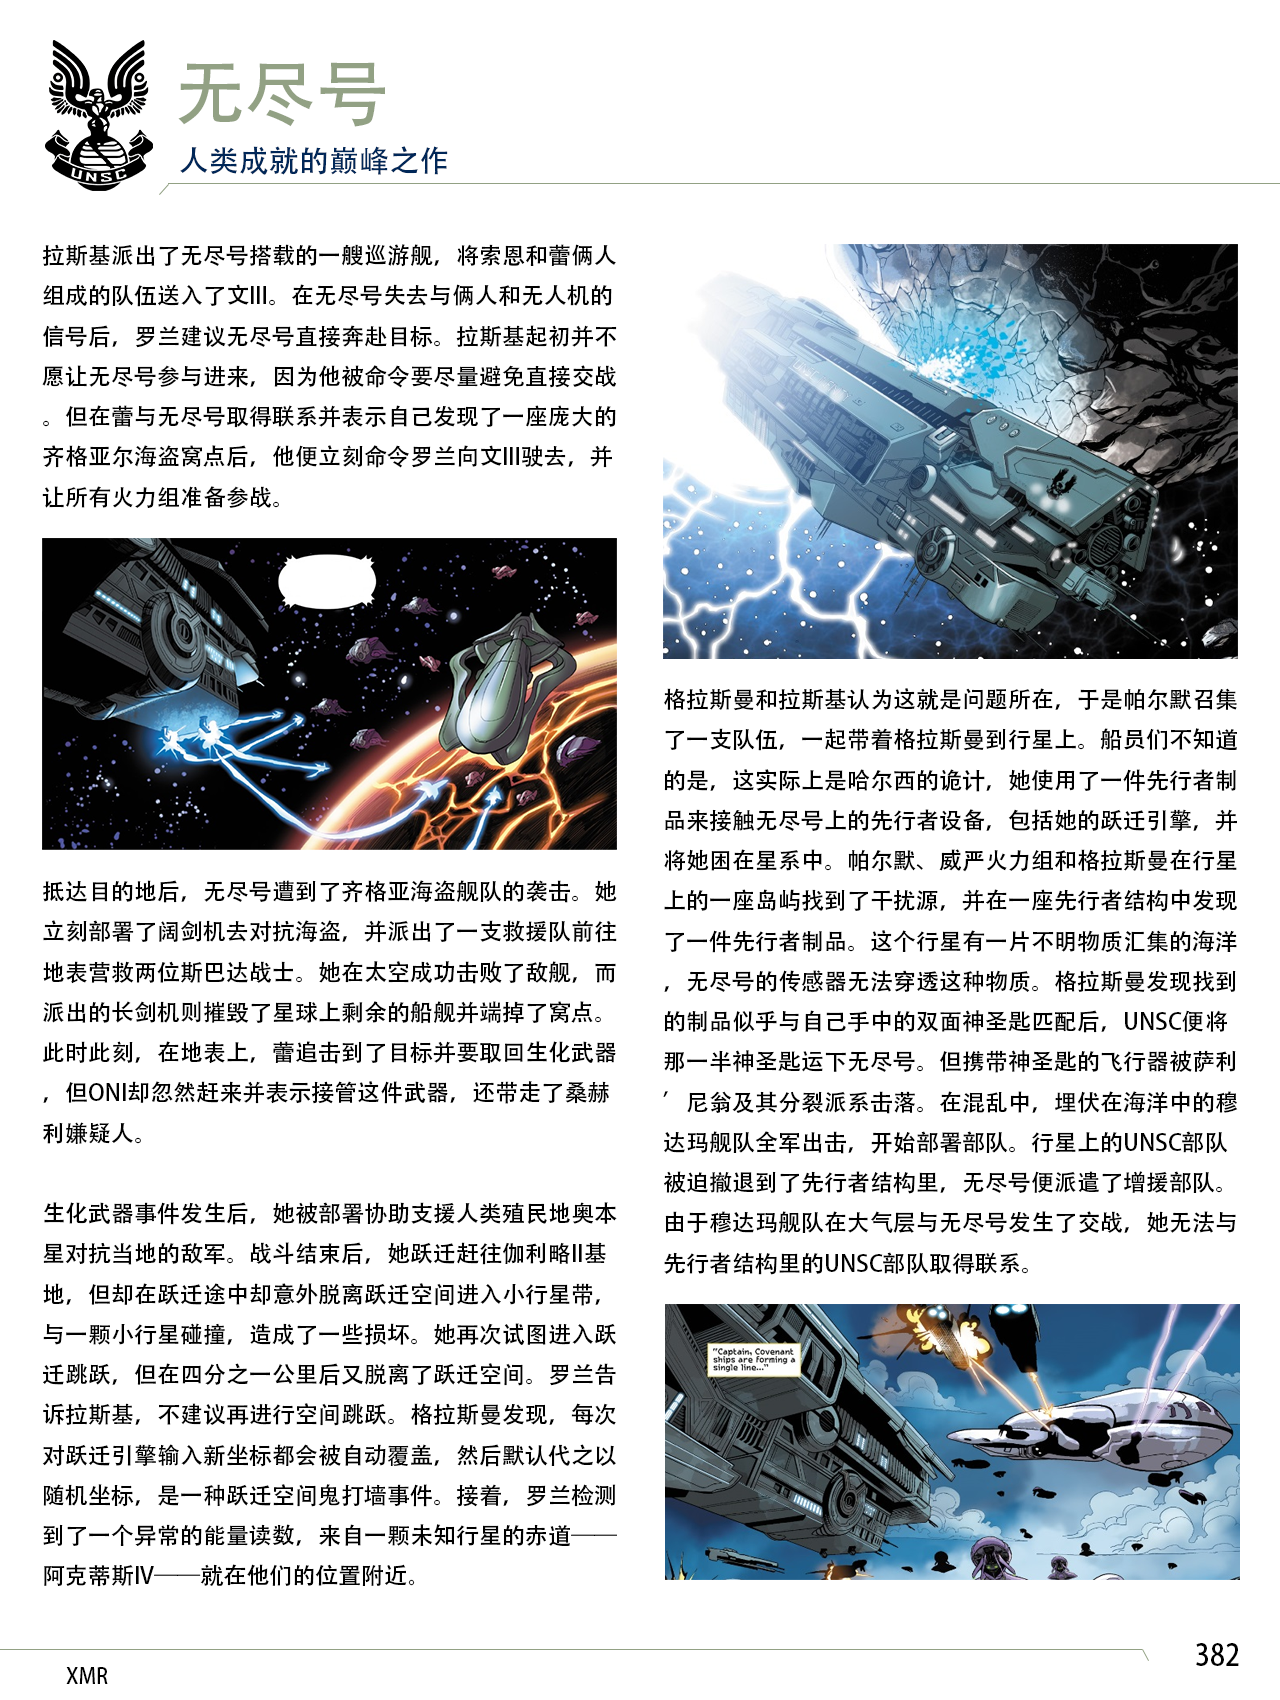 无尽号
人类成就的巅峰之作
UNSC
拉斯基派出了无尽号搭载的一艘巡游舰，将索恩和蕾俩人
组成的队伍送入了文III。在无尽号失去与俩人和无人机的
信号后，罗兰建议无尽号直接奔赴目标。拉斯基起初并不
愿让无尽号参与进来，因为他被命令要尽量避免直接交战
。但在蕾与无尽号取得联系并表示自己发现了一座庞大的
齐格亚尔海盗窝点后，他便立刻命令罗兰向文III驶去，并
让所有火力组准备参战。
抵达目的地后，无尽号遭到了齐格亚海盗舰队的袭击。她
立刻部署了阔剑机去对抗海盗，并派出了一支救援队前往
地表营救两位斯巴达战士。她在太空成功击败了敌舰，而
派出的长剑机则摧毁了星球上剩余的船舰并端掉了窝点。
此时此刻，在地表上，蕾追击到了目标并要取回生化武器
，但ONI却忽然赶来并表示接管这件武器，还带走了桑赫
利嫌疑人。
生化武器事件发生后，她被部署协助支援人类殖民地奥本
星对抗当地的敌军。战斗结束后，她跃迁赶往伽利略II基
地，但却在跃迁途中却意外脱离跃迁空间进入小行星带，
与一颗小行星碰撞，造成了一些损坏。她再次试图进入跃
迁跳跃，但在四分之一公里后又脱离了跃迁空间。罗兰告
诉拉斯基，不建议再进行空间跳跃。格拉斯曼发现，每次
对跃迁引擎输入新坐标都会被自动覆盖，然后默认代之以
随机坐标，是一种跃迁空间鬼打墙事件。接着，罗兰检测
到了一个异常的能量读数，来自一颗未知行星的赤道——
阿克蒂斯IV——就在他们的位置附近。
格拉斯曼和拉斯基认为这就是问题所在，于是帕尔默召集
了一支队伍，一起带着格拉斯曼到行星上。船员们不知道
的是，这实际上是哈尔西的诡计，她使用了一件先行者制
品来接触无尽号上的先行者设备，包括她的跃迁引擎，并
将她困在星系中。帕尔默、威严火力组和格拉斯曼在行星
上的一座岛屿找到了干扰源，并在一座先行者结构中发现
了一件先行者制品。这个行星有一片不明物质汇集的海洋
，无尽号的传感器无法穿透这种物质。格拉斯曼发现找到
的制品似乎与自己手中的双面神圣匙匹配后，UNSC便将
那一半神圣匙运下无尽号。但携带神圣匙的飞行器被萨利
’尼翁及其分裂派系击落。在混乱中，埋伏在海洋中的穆
达玛舰队全军出击，开始部署部队。行星上的UNSC部队
被迫撤退到了先行者结构里，无尽号便派遣了增援部队。
由于穆达玛舰队在大气层与无尽号发生了交战，她无法与
先行者结构里的UNSC部队取得联系。
"Captain, Covenant
ships are forming a
single line..."
382
XMR